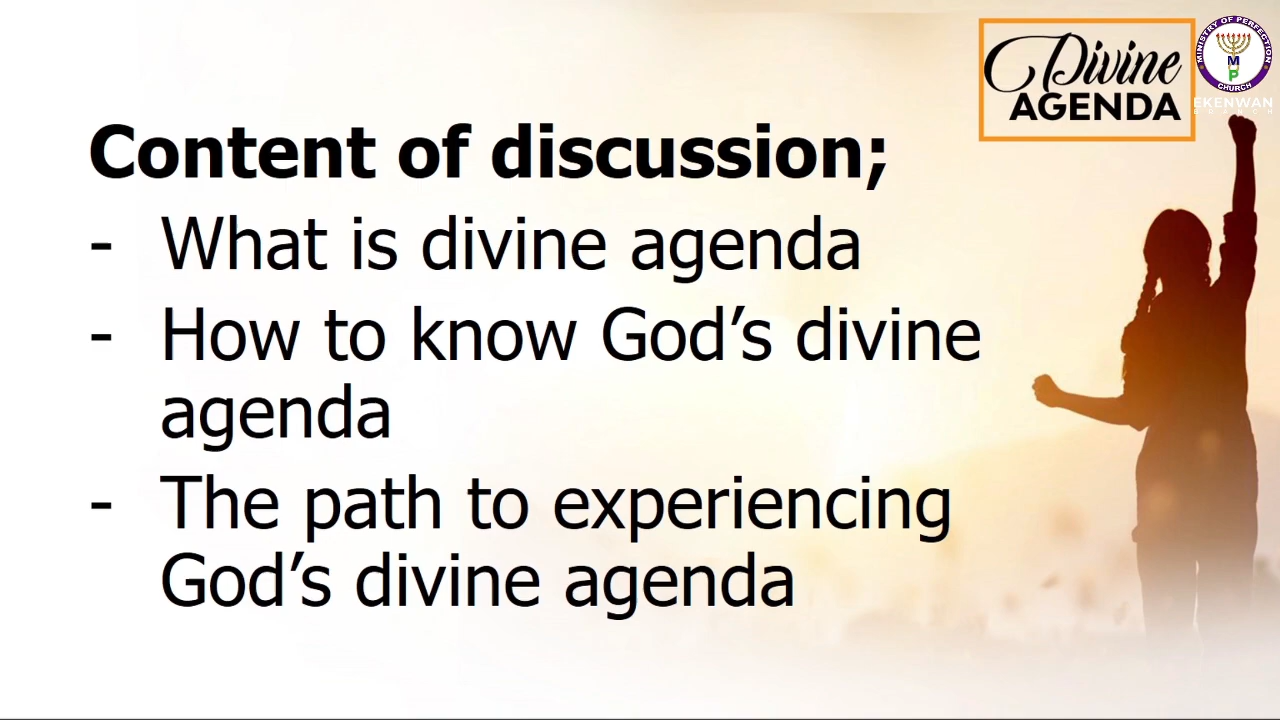 Divine
AGENDA
MINISTRY OF PERFECTION
M
P
CHURCH
EKENWAN
BRANCH
Content of discussion;
- What is divine agenda
- How to know God’s divine
agenda
- The path to experiencing
God’s divine agenda